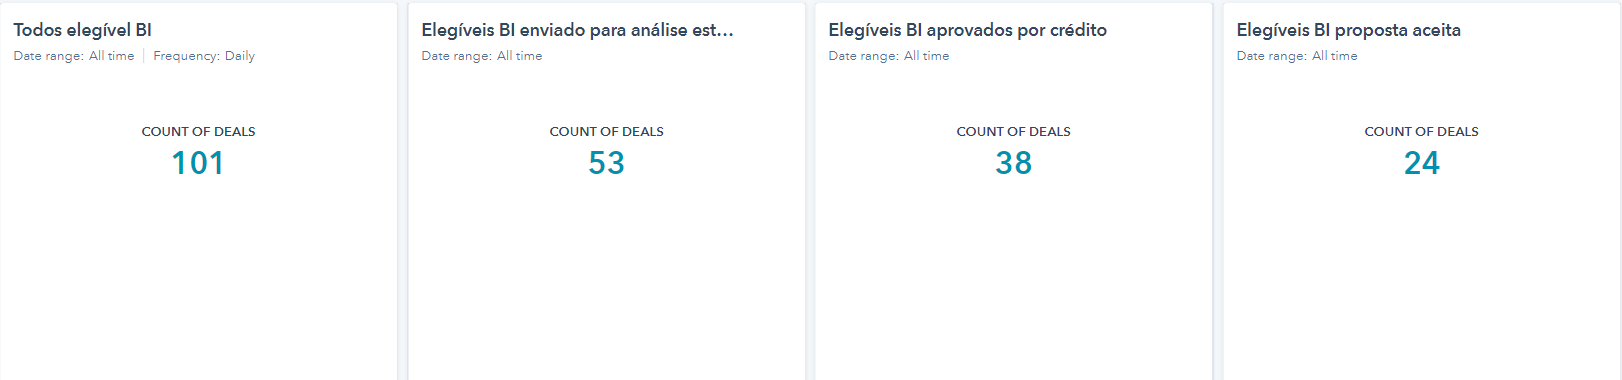 Todos elegível BI
Date range: All time | Frequency: Daily
COUNT OF DEALS
101
Elegíveis BI enviado para análise est...
Date range: All time
COUNT OF DEALS
53
Elegíveis BI aprovados por crédito
Date range: All time
COUNT OF DEALS
38
Elegíveis BI proposta aceita
Date range: All time
COUNT OF DEALS
24